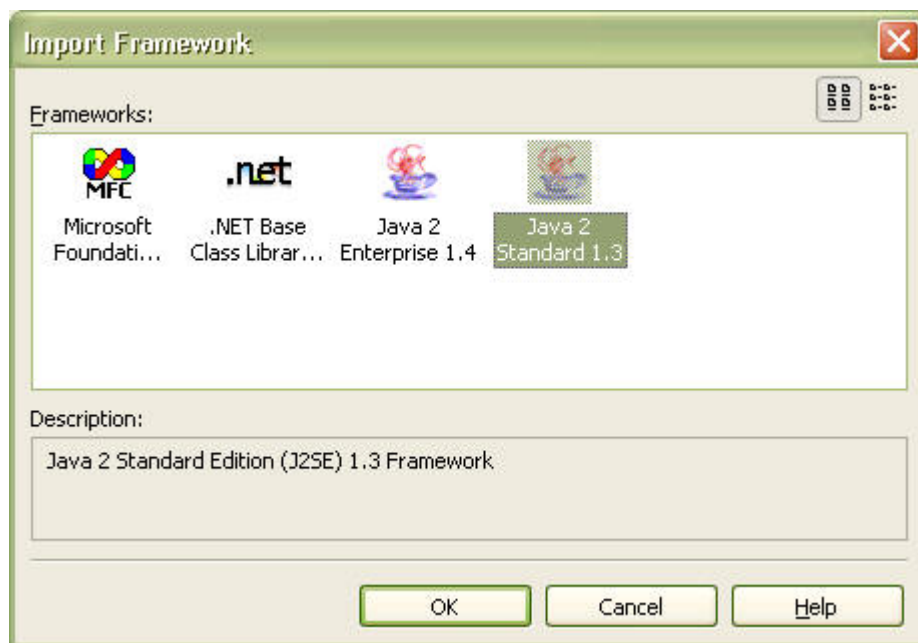 Import Framework
Frameworks:
MFC
.net
Microsoft Foundati...
.NET Base Class Librar...
Java 2 Enterprise 1.4
Java 2 Standard 1.3
Description:
Java 2 Standard Edition (J2SE) 1.3 Framework
OK Cancel Help